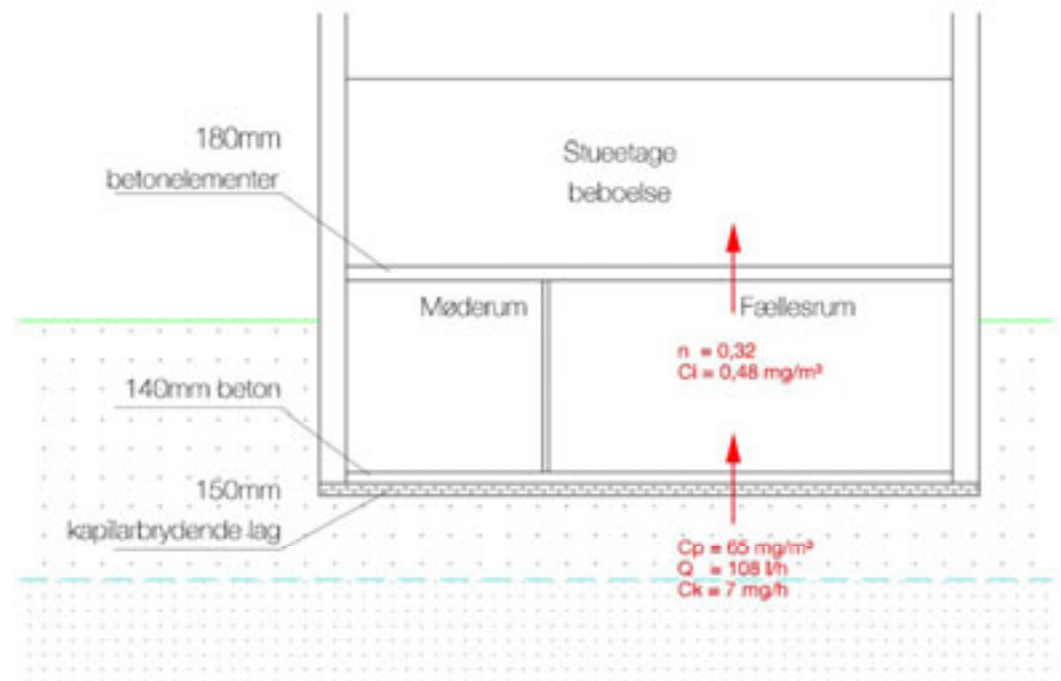 180mm
betonelementer
Stueetage
beboelse
Møderum
Fællesrum
n = 0,32
Ci = 0,48 mg/m³
140mm beton
150mm
kapilarbrydende lag
Cp = 65 mg/m³
Q = 108 l/h
Ck = 7 mg/h